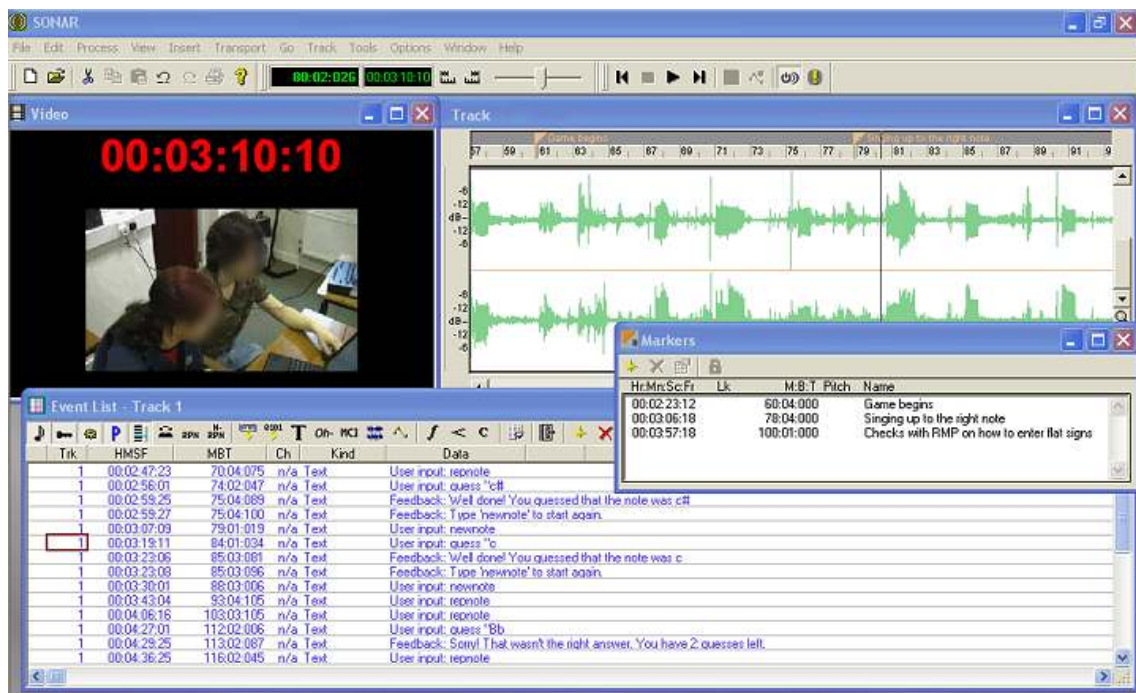 SONAR
File Edit Process View Insert Transport Go Track Tools Options Window Help
80:02:026 00:03:10:10
Video
Track
00:03:10:10
Game begins Singing up to the right note
57 59 61 63 65 67 69 71 73 75 77 79 81 83 85 87 89 91 9
-6
-12
dB-
-12
-6
-6
-12
dB-
-12
-6
Markers
Hr:Mn:Sc:Fr Lk M:B:T Pitch Name
00:02:23:12 60:04:000 Game begins
00:03:06:18 78:04:000 Singing up to the right note
00:03:57:18 100:01:000 Checks with RMP on how to enter flat signs
Event List - Track 1
Trk HMSF MBT Ch Kind Data
1 00:02:47:23 70:04:075 n/a Text User input: repnote
1 00:02:56:01 74:02:047 n/a Text User input: guess "c#
1 00:02:59:25 75:04:089 n/a Text Feedback: Well done! You guessed that the note was c#
1 00:02:59:27 75:04:100 n/a Text Feedback: Type 'newnote' to start again.
1 00:03:07:09 79:01:019 n/a Text User input: newnote
1 00:03:19:11 84:01:034 n/a Text User input: guess "c
1 00:03:23:06 85:03:081 n/a Text Feedback: Well done! You guessed that the note was c
1 00:03:23:08 85:03:096 n/a Text Feedback: Type 'newnote' to start again.
1 00:03:30:01 88:03:006 n/a Text User input: newnote
1 00:03:43:04 93:04:105 n/a Text User input: repnote
1 00:04:06:16 103:03:105 n/a Text User input: repnote
1 00:04:27:01 112:02:006 n/a Text User input: guess "Bb
1 00:04:29:25 113:02:087 n/a Text Feedback: Sorry! That wasn't the right answer. You have 2 guesses left.
1 00:04:36:25 116:02:045 n/a Text User input: repnote